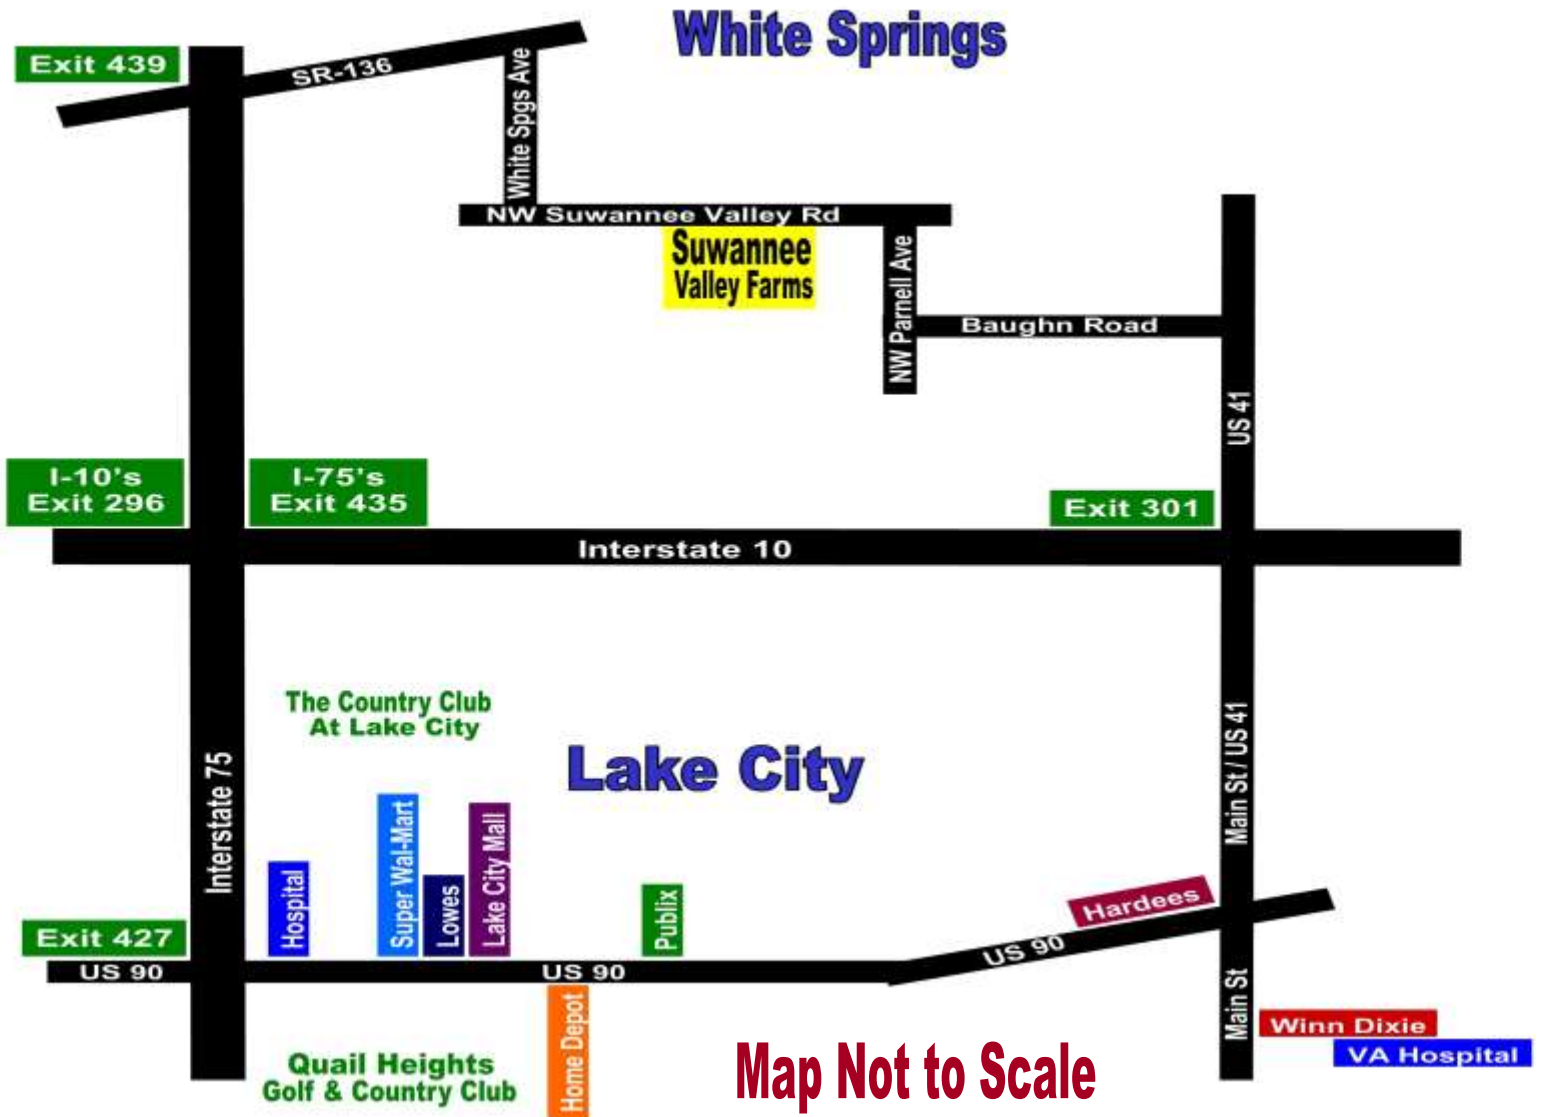 White Springs
Exit 439
SR-136
White Spgs Ave
NW Suwannee Valley Rd
Suwannee
Valley Farms
NW Parnell Ave
Baughn Road
US 41
I-10's
Exit 296
I-75's
Exit 435
Exit 301
Interstate 10
The Country Club
At Lake City
Lake City
Interstate 75
Main St / US 41
Hospital
Super Wal-Mart
Lowes
Lake City Mall
Publix
Hardees
Exit 427
US 90
US 90
US 90
Main St
Home Depot
Winn Dixie
VA Hospital
Quail Heights
Golf & Country Club
Map Not to Scale